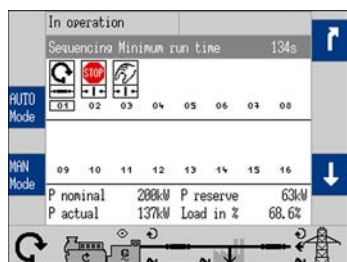 In operation
Sequencing Minimum run time 134s
STOP
01 02 03 04 05 06 07 08
AUTO Mode
09 10 11 12 13 14 15 16
MAN Mode
P nominal 200kW P reserve 63kW
P actual 137kW Load in % 68.6%
G